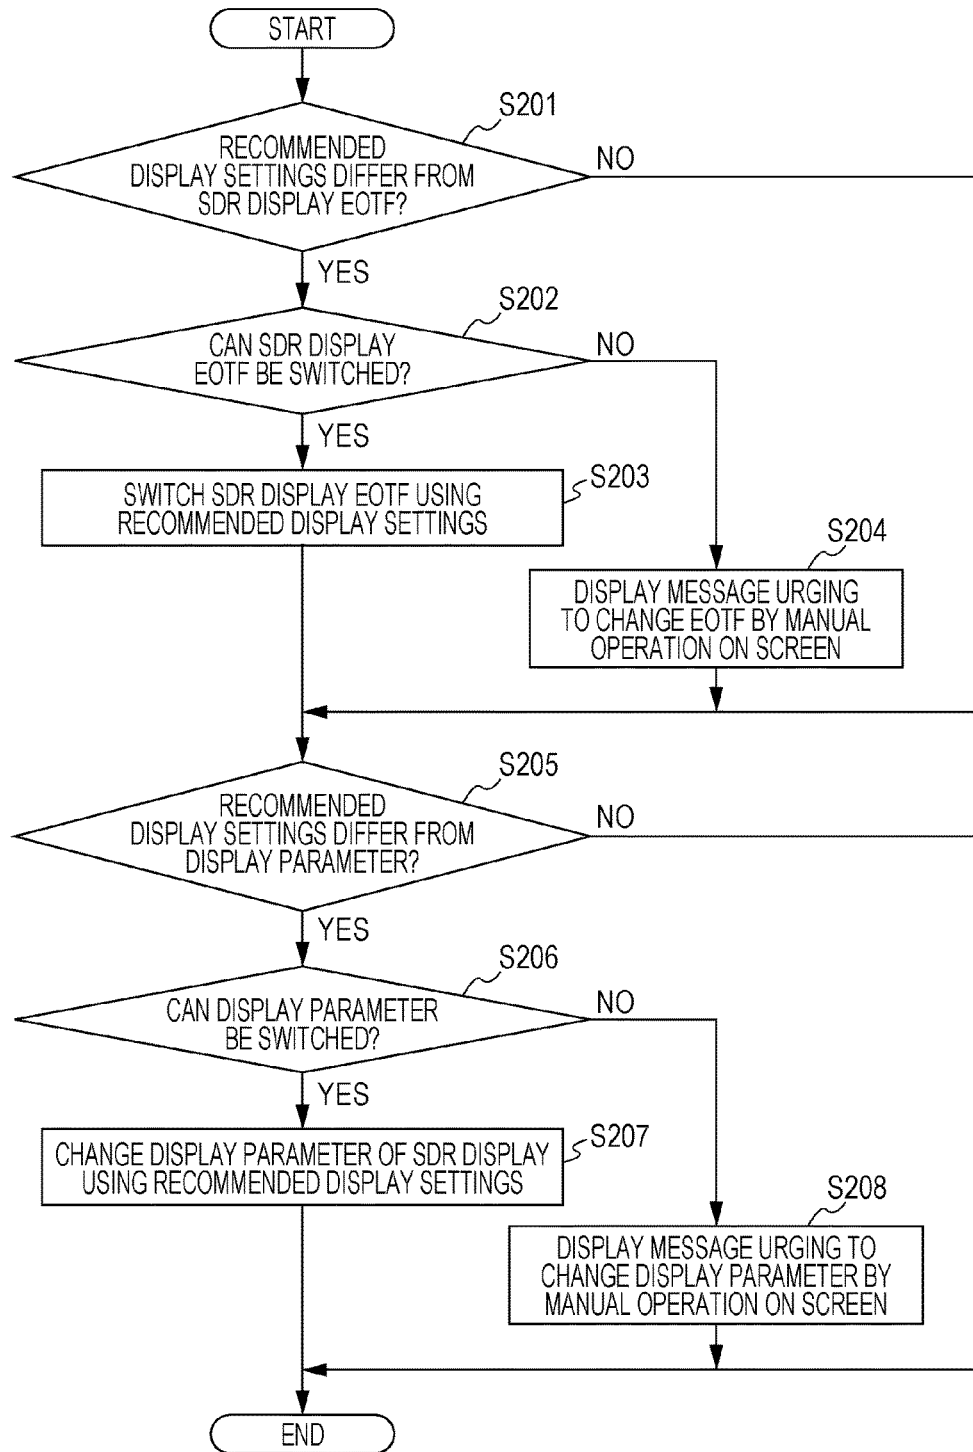 START
S201
RECOMMENDED
DISPLAY SETTINGS DIFFER FROM
SDR DISPLAY EOTF?
NO
YES
S202
CAN SDR DISPLAY
EOTF BE SWITCHED?
NO
YES
S203
SWITCH SDR DISPLAY EOTF USING
RECOMMENDED DISPLAY SETTINGS
S204
DISPLAY MESSAGE URGING
TO CHANGE EOTF BY MANUAL
OPERATION ON SCREEN
S205
RECOMMENDED
DISPLAY SETTINGS DIFFER FROM
DISPLAY PARAMETER?
NO
YES
S206
CAN DISPLAY PARAMETER
BE SWITCHED?
NO
YES
S207
CHANGE DISPLAY PARAMETER OF SDR DISPLAY
USING RECOMMENDED DISPLAY SETTINGS
S208
DISPLAY MESSAGE URGING TO
CHANGE DISPLAY PARAMETER BY
MANUAL OPERATION ON SCREEN
END